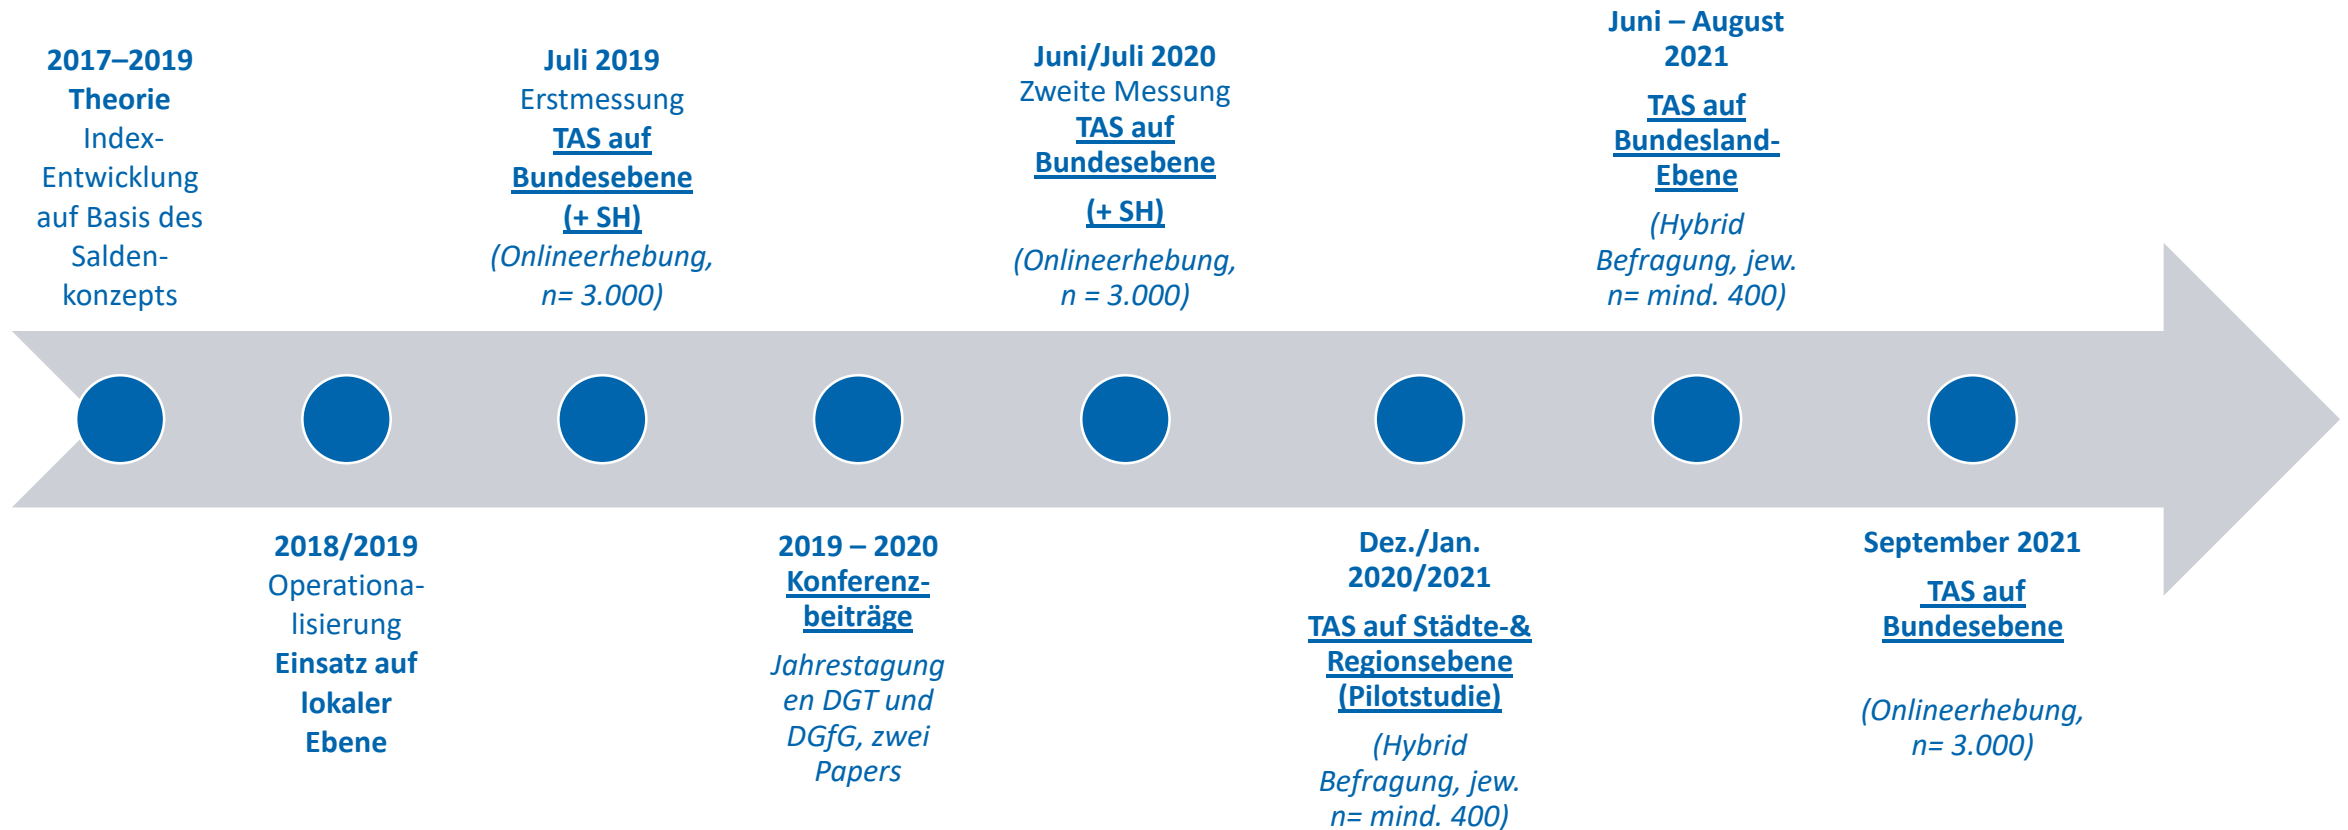 2017–2019
Theorie
Index-
Entwicklung
auf Basis des
Salden-
konzepts
2018/2019
Operationa-
lisierung
Einsatz auf
lokaler
Ebene
Juli 2019
Erstmessung
TAS auf
Bundesebene
(+ SH)
(Onlineerhebung,
n= 3.000)
2019 – 2020
Konferenz-
beiträge
Jahrestagung
en DGT und
DGfG, zwei
Papers
Juni/Juli 2020
Zweite Messung
TAS auf
Bundesebene
(+ SH)
(Onlineerhebung,
n = 3.000)
Dez./Jan.
2020/2021
TAS auf Städte-&
Regionsebene
(Pilotstudie)
(Hybrid
Befragung, jew.
n= mind. 400)
Juni – August
2021
TAS auf
Bundesland-
Ebene
(Hybrid
Befragung, jew.
n= mind. 400)
September 2021
TAS auf
Bundesebene
(Onlineerhebung,
n= 3.000)